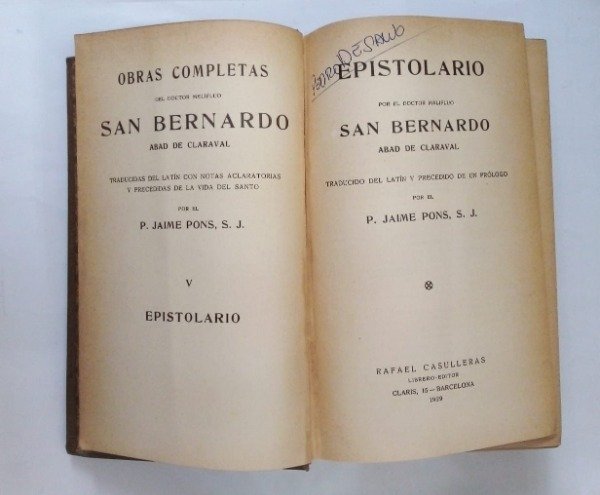 OBRAS COMPLETAS
DEL DOCTOR MELIFLUO
SAN BERNARDO
ABAD DE CLARAVAL
TRADUCIDAS DEL LATÍN CON NOTAS ACLARATORIAS
Y PRECEDIDAS DE LA VIDA DEL SANTO
POR EL
P. JAIME PONS, S. J.
V
EPISTOLARIO
EPISTOLARIO
POR EL DOCTOR MELIFLUO
SAN BERNARDO
ABAD DE CLARAVAL
TRADUCIDO DEL LATÍN Y PRECEDIDO DE UN PRÓLOGO
POR EL
P. JAIME PONS, S. J.
RAFAEL CASULLERAS
LIBRERO-EDITOR
CLARIS, 15 — BARCELONA